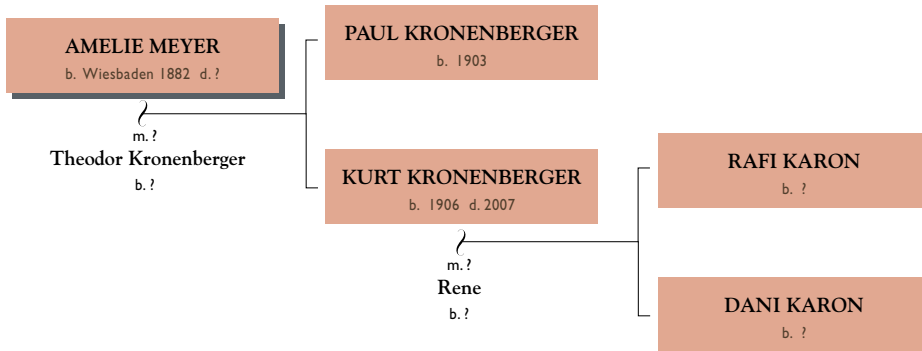 AMELIE MEYER
b. Wiesbaden 1882 d. ?
m. ?
Theodor Kronenberger
b. ?
PAUL KRONENBERGER
b. 1903
KURT KRONENBERGER
b. 1906 d. 2007
m. ?
Rene
b. ?
RAFI KARON
b. ?
DANI KARON
b. ?